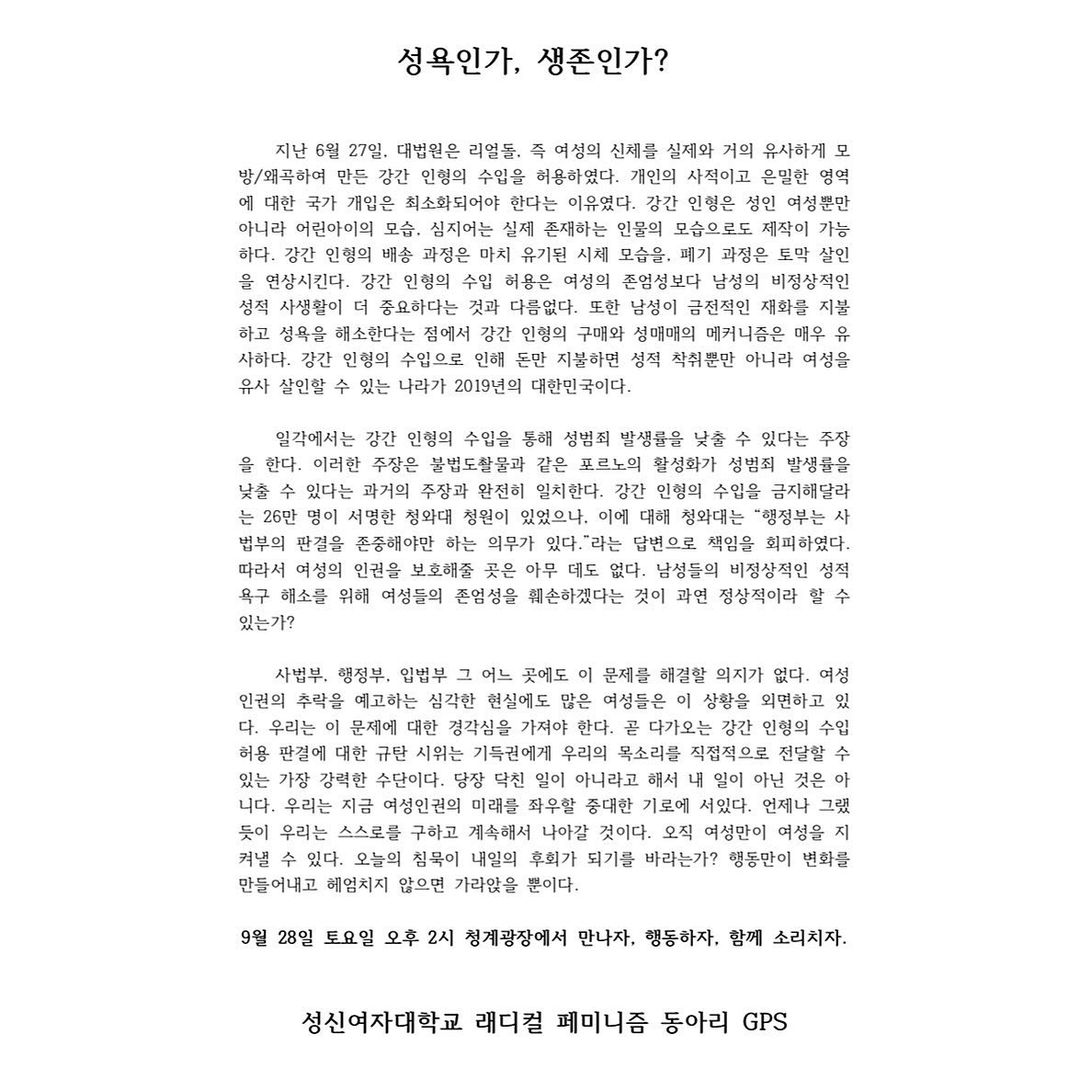 성욕인가, 생존인가?
지난 6월 27일, 대법원은 리얼돌, 즉 여성의 신체를 실제와 거의 유사하게 모
방/왜곡하여 만든 강간 인형의 수입을 허용하였다. 개인의 사적이고 은밀한 영역
에 대한 국가 개입은 최소화되어야 한다는 이유였다. 강간 인형은 성인 여성뿐만
아니라 어린아이의 모습, 심지어는 실제 존재하는 인물의 모습으로도 제작이 가능
하다. 강간 인형의 배송 과정은 마치 유기된 시체 모습을, 폐기 과정은 토막 살인
을 연상시킨다. 강간 인형의 수입 허용은 여성의 존엄성보다 남성의 비정상적인
성적 사생활이 더 중요하다는 것과 다름없다. 또한 남성이 금전적인 재화를 지불
하고 성욕을 해소한다는 점에서 강간 인형의 구매와 성매매의 메커니즘은 매우 유
사하다. 강간 인형의 수입으로 인해 돈만 지불하면 성적 착취뿐만 아니라 여성을
유사 살인할 수 있는 나라가 2019년의 대한민국이다.
일각에서는 강간 인형의 수입을 통해 성범죄 발생률을 낮출 수 있다는 주장
을 한다. 이러한 주장은 불법도촬물과 같은 포르노의 활성화가 성범죄 발생률을
낮출 수 있다는 과거의 주장과 완전히 일치한다. 강간 인형의 수입을 금지해달라
는 26만 명이 서명한 청와대 청원이 있었으나, 이에 대해 청와대는 “행정부는 사
법부의 판결을 존중해야만 하는 의무가 있다.”라는 답변으로 책임을 회피하였다.
따라서 여성의 인권을 보호해줄 곳은 아무 데도 없다. 남성들의 비정상적인 성적
욕구 해소를 위해 여성들의 존엄성을 훼손하겠다는 것이 과연 정상적이라 할 수
있는가?
사법부, 행정부, 입법부 그 어느 곳에도 이 문제를 해결할 의지가 없다. 여성
인권의 추락을 예고하는 심각한 현실에도 많은 여성들은 이 상황을 외면하고 있
다. 우리는 이 문제에 대한 경각심을 가져야 한다. 곧 다가오는 강간 인형의 수입
허용 판결에 대한 규탄 시위는 기득권에게 우리의 목소리를 직접적으로 전달할 수
있는 가장 강력한 수단이다. 당장 닥친 일이 아니라고 해서 내 일이 아닌 것은 아
니다. 우리는 지금 여성인권의 미래를 좌우할 중대한 기로에 서있다. 언제나 그랬
듯이 우리는 스스로를 구하고 계속해서 나아갈 것이다. 오직 여성만이 여성을 지
켜낼 수 있다. 오늘의 침묵이 내일의 후회가 되기를 바라는가? 행동만이 변화를
만들어내고 헤엄치지 않으면 가라앉을 뿐이다.
9월 28일 토요일 오후 2시 청계광장에서 만나자, 행동하자, 함께 소리치자.
성신여자대학교 래디컬 페미니즘 동아리 GPS